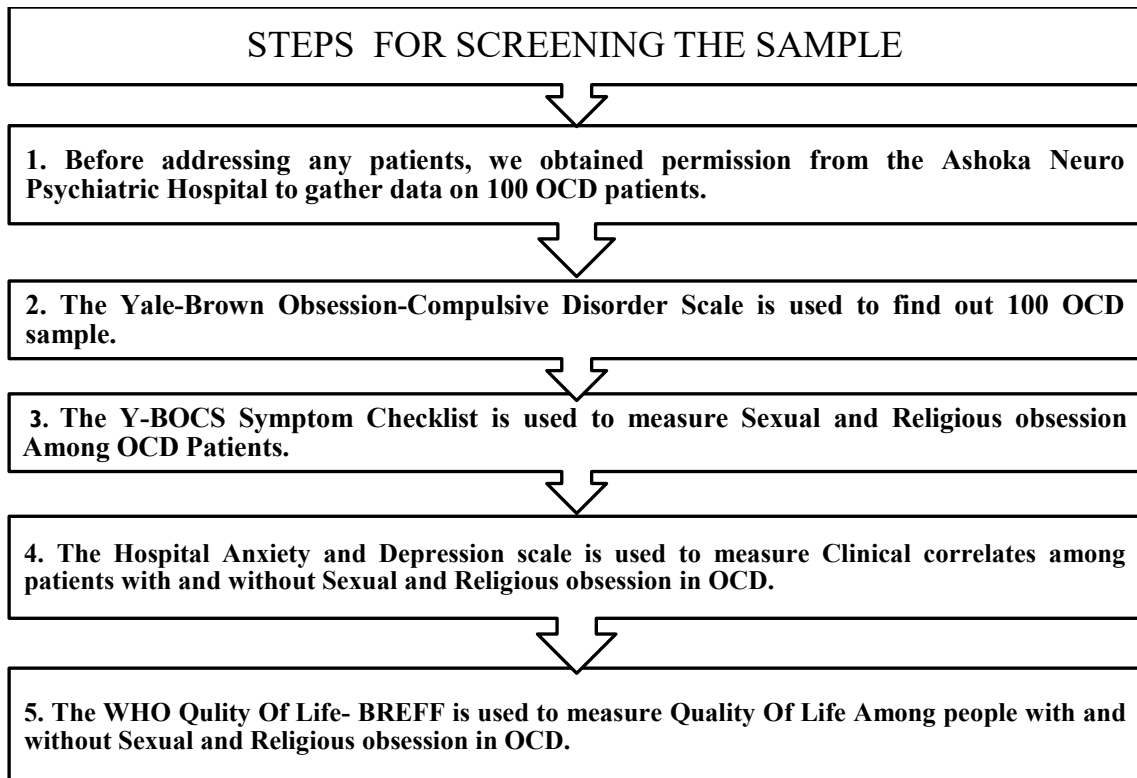 STEPS FOR SCREENING THE SAMPLE
1. Before addressing any patients, we obtained permission from the Ashoka Neuro
Psychiatric Hospital to gather data on 100 OCD patients.
2. The Yale-Brown Obsession-Compulsive Disorder Scale is used to find out 100 OCD
sample.
3. The Y-BOCS Symptom Checklist is used to measure Sexual and Religious obsession
Among OCD Patients.
4. The Hospital Anxiety and Depression scale is used to measure Clinical correlates among
patients with and without Sexual and Religious obsession in OCD.
5. The WHO Qulity Of Life- BREFF is used to measure Quality Of Life Among people with and
without Sexual and Religious obsession in OCD.